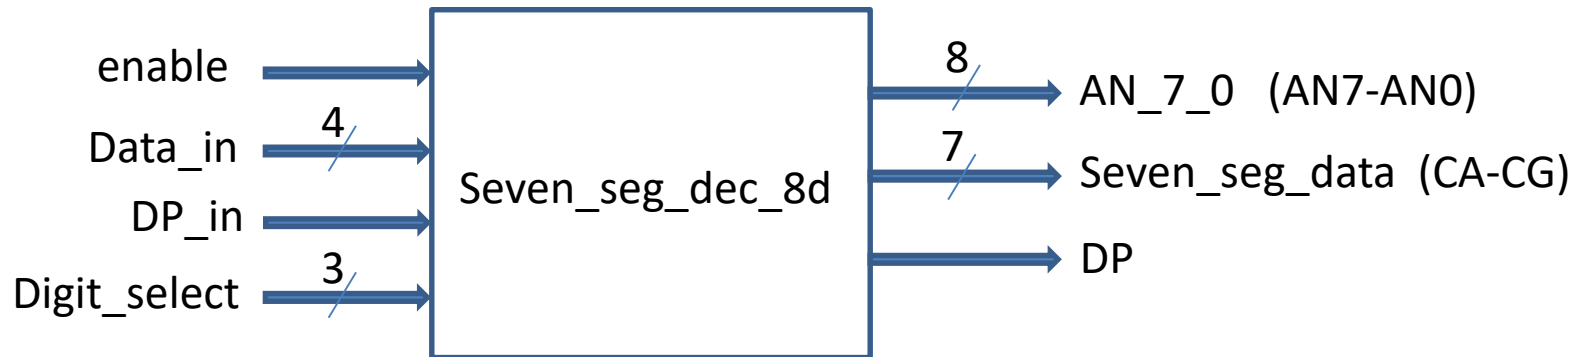 enable
4
Data_in
DP_in
3
Digit_select
Seven_seg_dec_8d
8
AN_7_0 (AN7-AN0)
7
Seven_seg_data (CA-CG)
DP